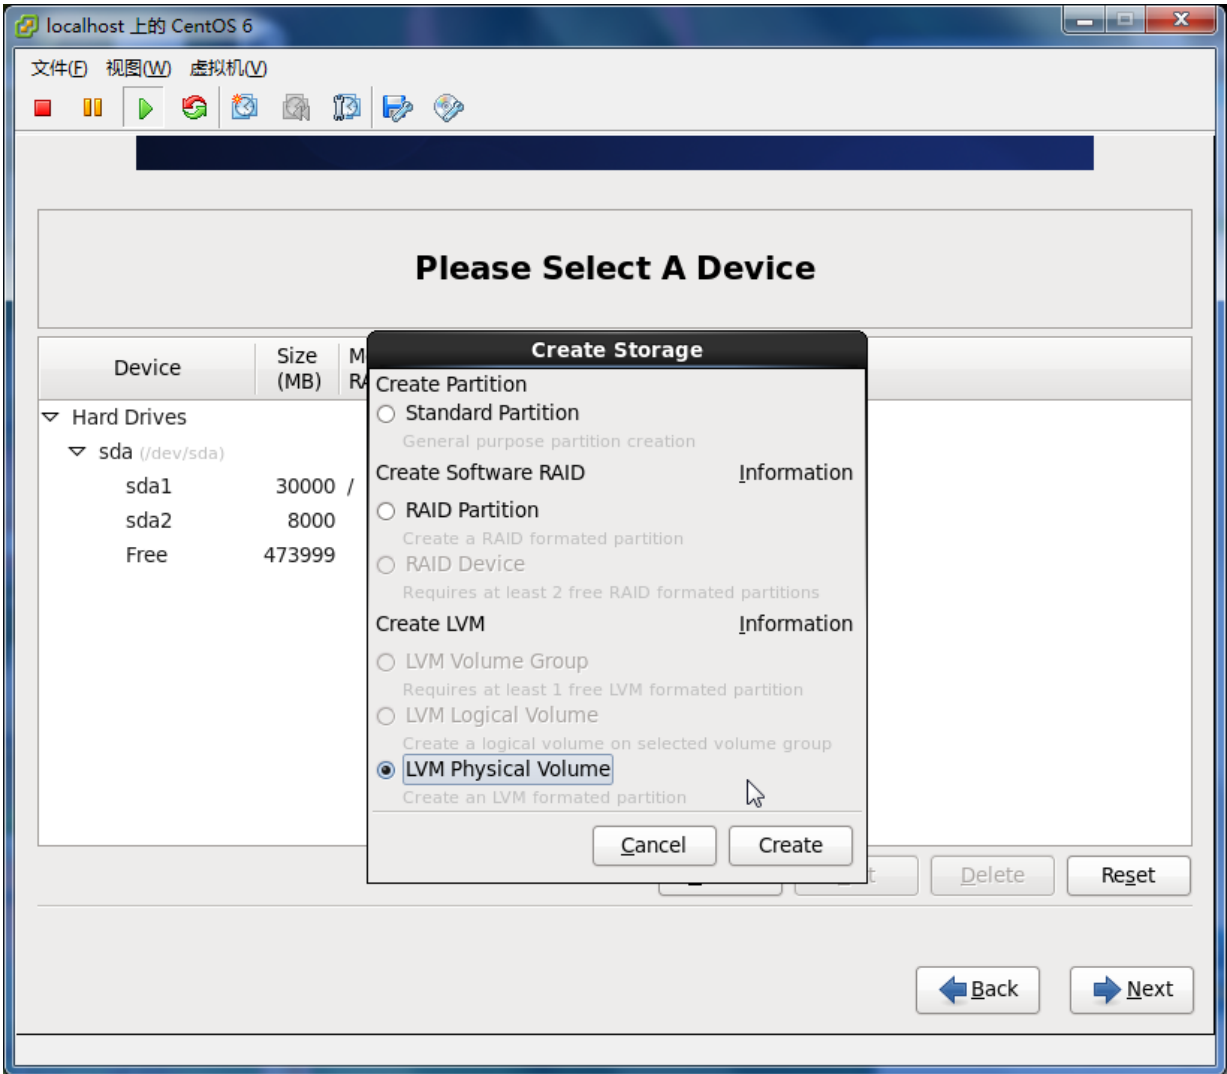 localhost 上的 CentOS 6
文件(F) 视图(W) 虚拟机(V)
Please Select A Device
Device Size (MB)
Create Storage
Create Partition
Standard Partition
General purpose partition creation
Create Software RAID Information
RAID Partition
Create a RAID formated partition
RAID Device
Requires at least 2 free RAID formated partitions
Create LVM Information
LVM Volume Group
Requires at least 1 free LVM formated partition
LVM Logical Volume
Create a logical volume on selected volume group
LVM Physical Volume
Create an LVM formated partition
Cancel Create
Hard Drives
sda (/dev/sda)
sda1 30000 /
sda2 8000
Free 473999
Delete Reset
Back Next